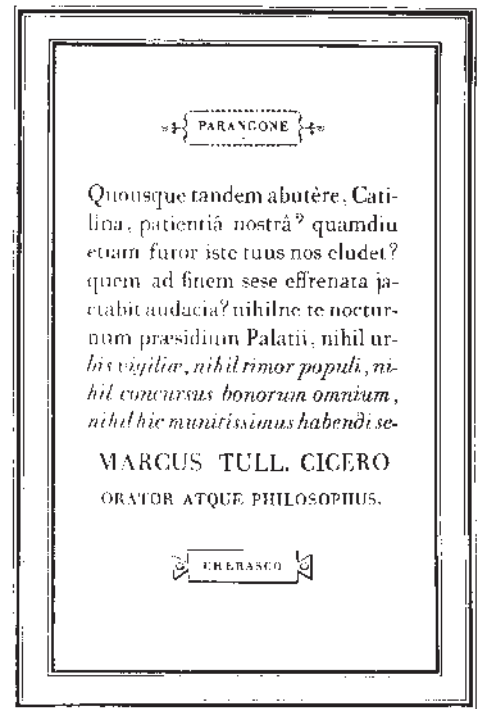 PARANGONE
Quousque tandem abutère, Cati-
lina, patientiâ nostrâ? quamdiu
etiam furor iste tuus nos eludet?
quem ad finem sese effrenata ja-
ctabit audacia? nihilne te noctur-
num præsidium Palatii, nihil ur-
bis vigiliæ, nihil timor populi, ni-
hil concursus bonorum omnium,
nihil hic munitissimus habendi se-
MARCUS TULL. CICERO
ORATOR ATQUE PHILOSOPHUS.
CHERASCO